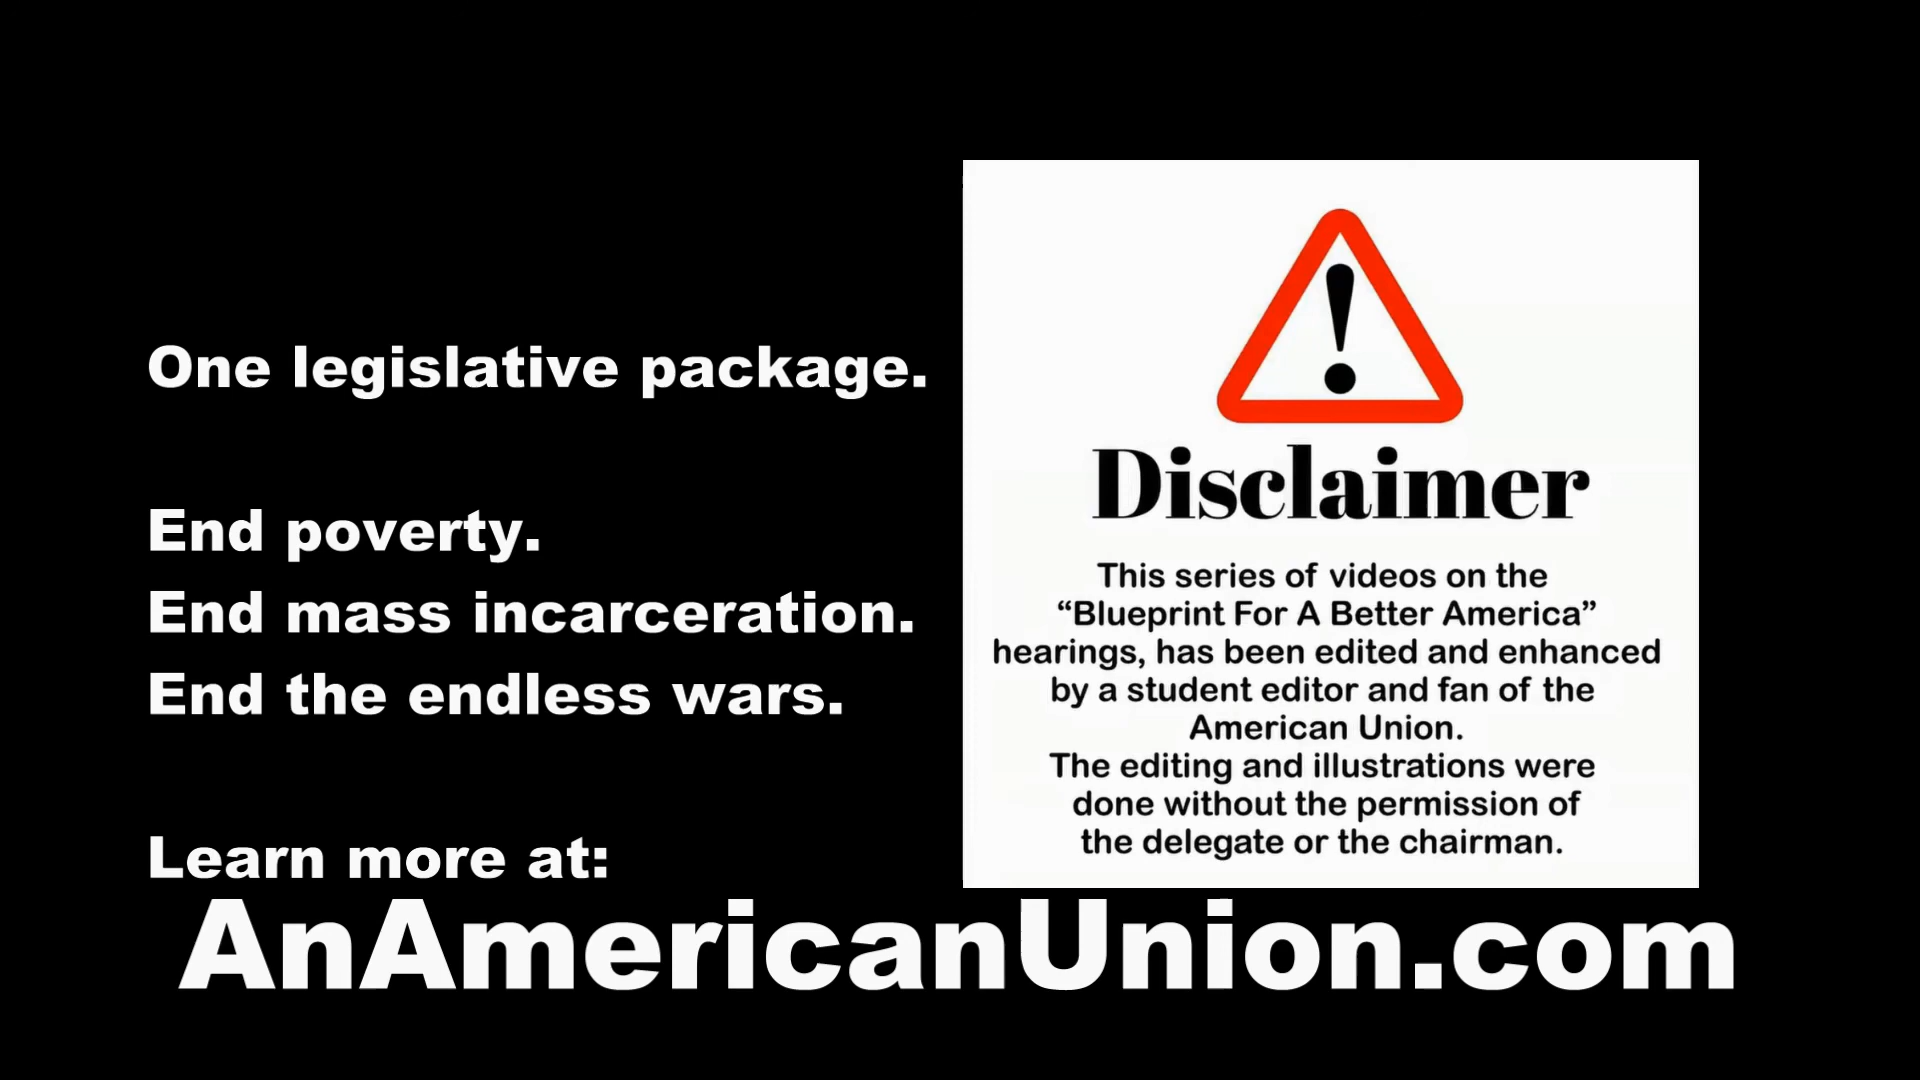 One legislative package.
End poverty.
End mass incarceration.
End the endless wars.
Learn more at:
AnAmericanUnion.com
Disclaimer
This series of videos on the
“Blueprint For A Better America”
hearings, has been edited and enhanced
by a student editor and fan of the
American Union.
The editing and illustrations were
done without the permission of
the delegate or the chairman.